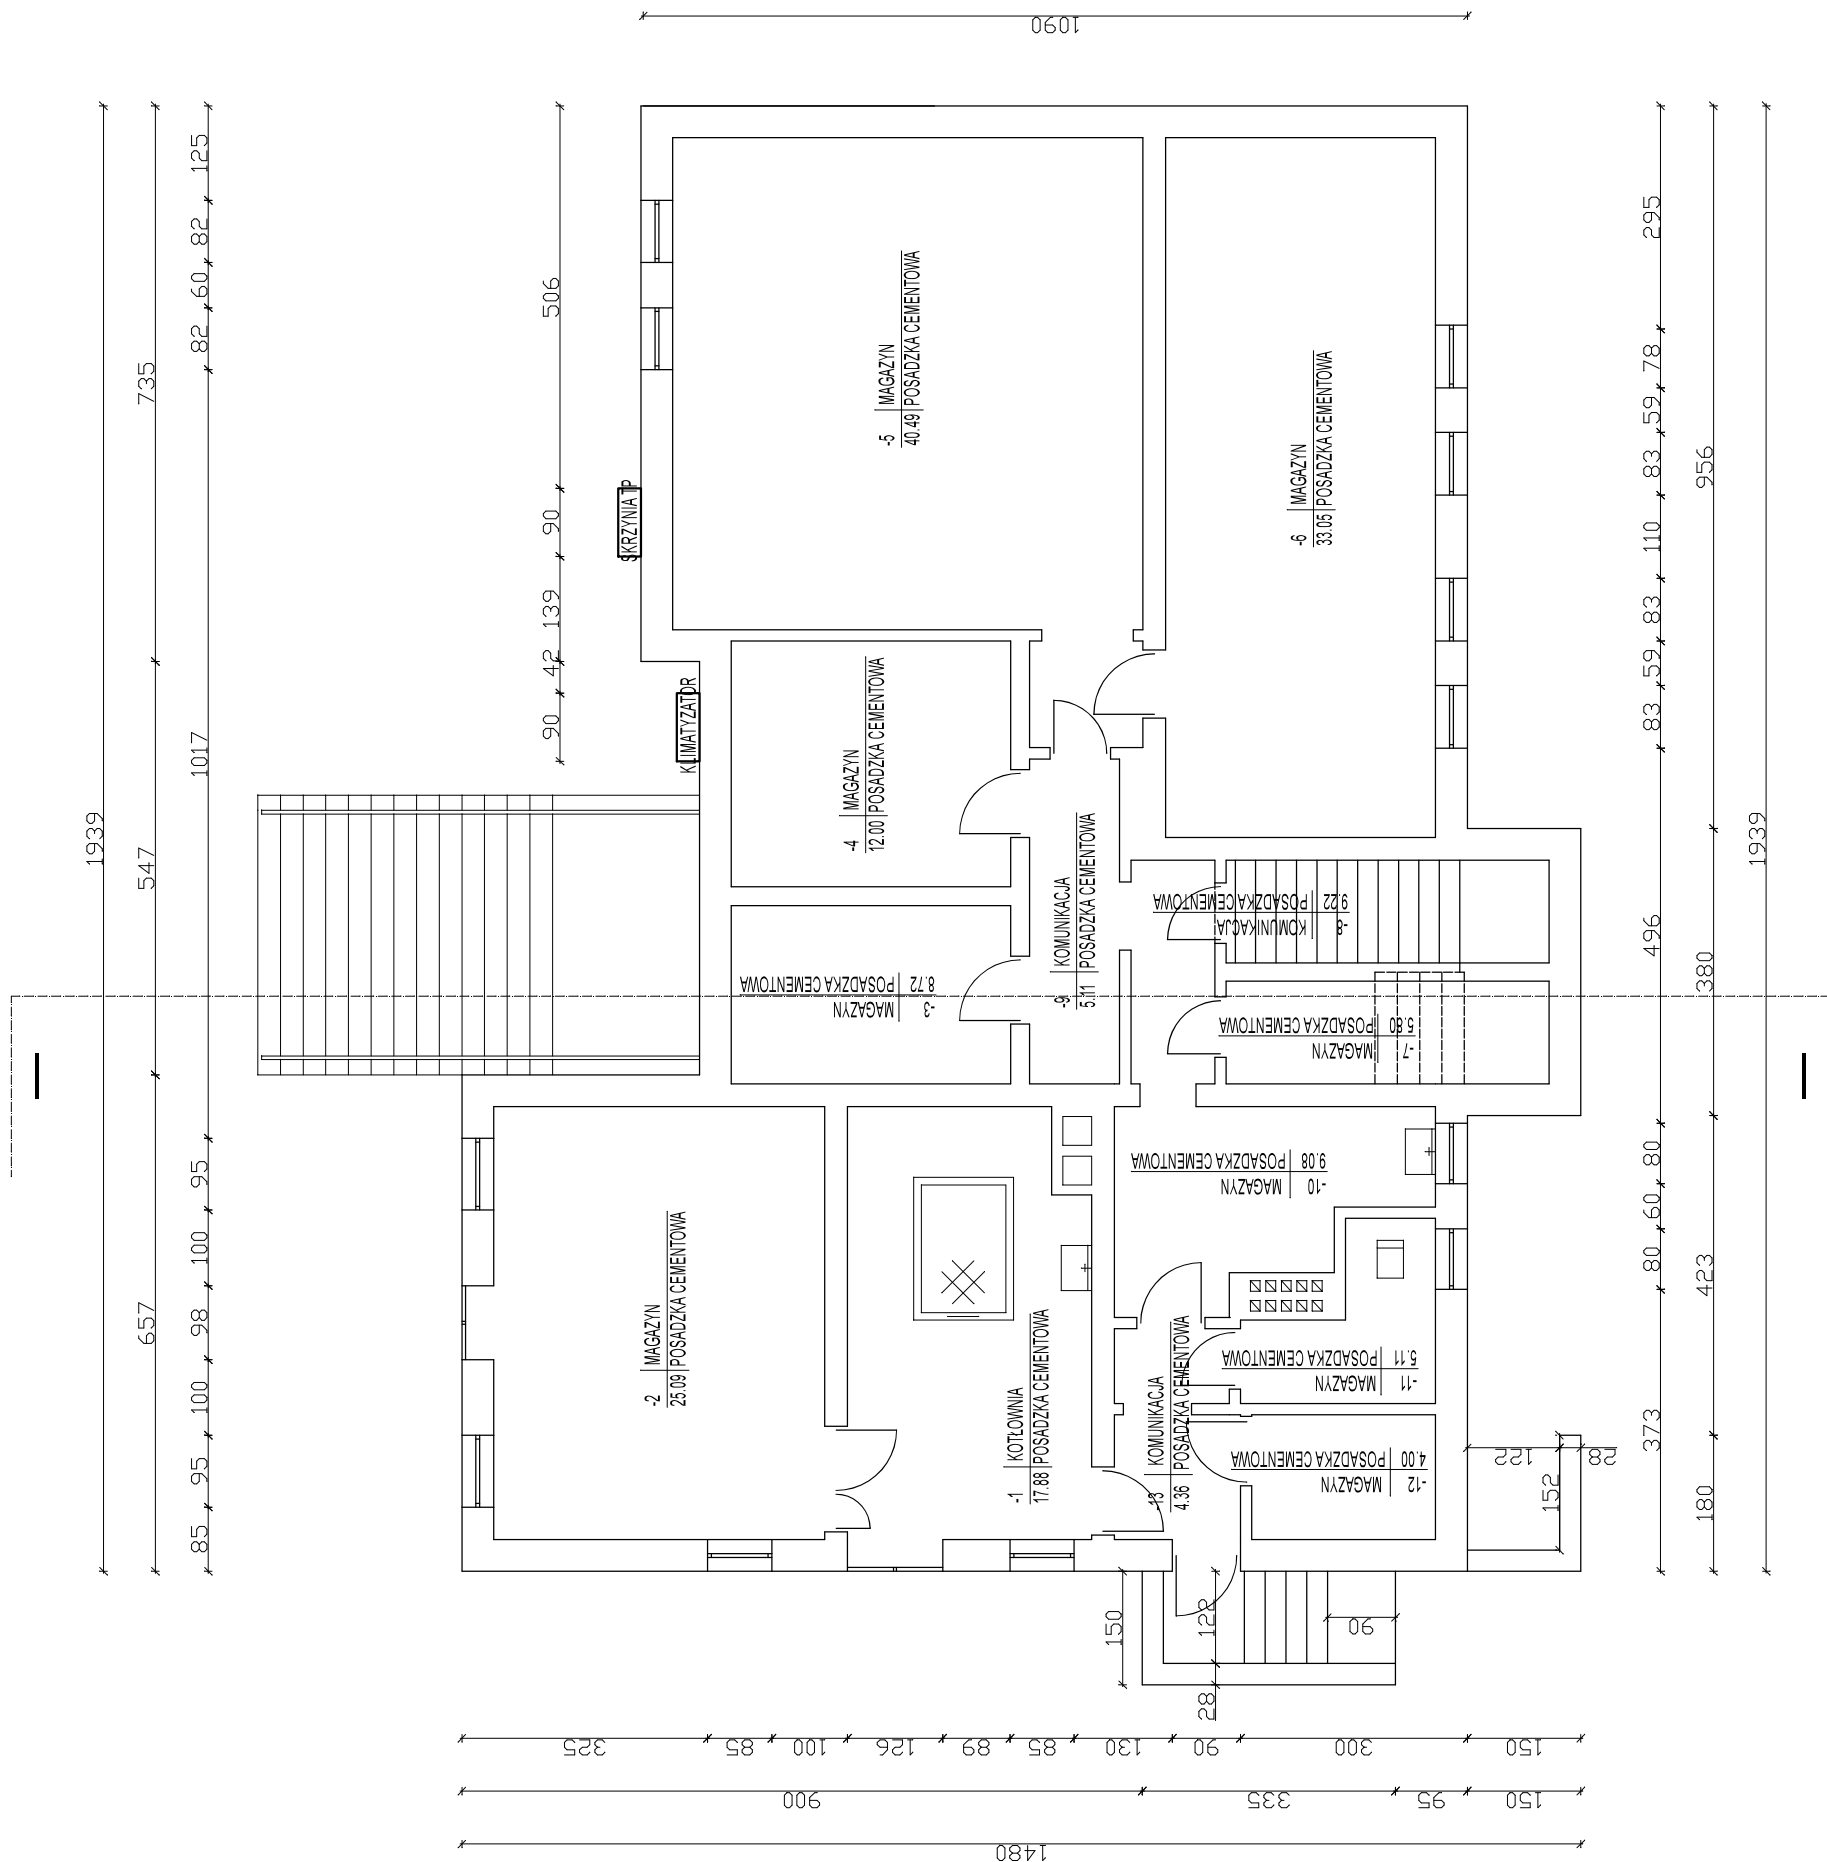 1090
125
82
60
82
1017
95
100
98
100
95
85
735
547
657
1939
506
90
139
42
90
SKRZYNIA TP
KLIMATYZATOR
-5 MAGAZYN
40.49 POSADZKA CEMENTOWA
-6 MAGAZYN
33.05 POSADZKA CEMENTOWA
-4 MAGAZYN
12.00 POSADZKA CEMENTOWA
-9 KOMUNIKACJA
5.11 POSADZKA CEMENTOWA
-8 KOMUNIKACJA
9.22 POSADZKA CEMENTOWA
-3 MAGAZYN
8.72 POSADZKA CEMENTOWA
-7 MAGAZYN
5.80 POSADZKA CEMENTOWA
-10 MAGAZYN
9.08 POSADZKA CEMENTOWA
-2 MAGAZYN
25.09 POSADZKA CEMENTOWA
-1 KOTŁOWNIA
17.88 POSADZKA CEMENTOWA
-13 KOMUNIKACJA
4.36 POSADZKA CEMENTOWA
-11 MAGAZYN
5.11 POSADZKA CEMENTOWA
-12 MAGAZYN
4.00 POSADZKA CEMENTOWA
295
78
59
83
110
83
59
83
496
80
60
80
373
956
380
423
180
1939
122
28
152
150
122
28
90
325
85
100
126
89
85
130
90
300
150
900
335
95
150
1480